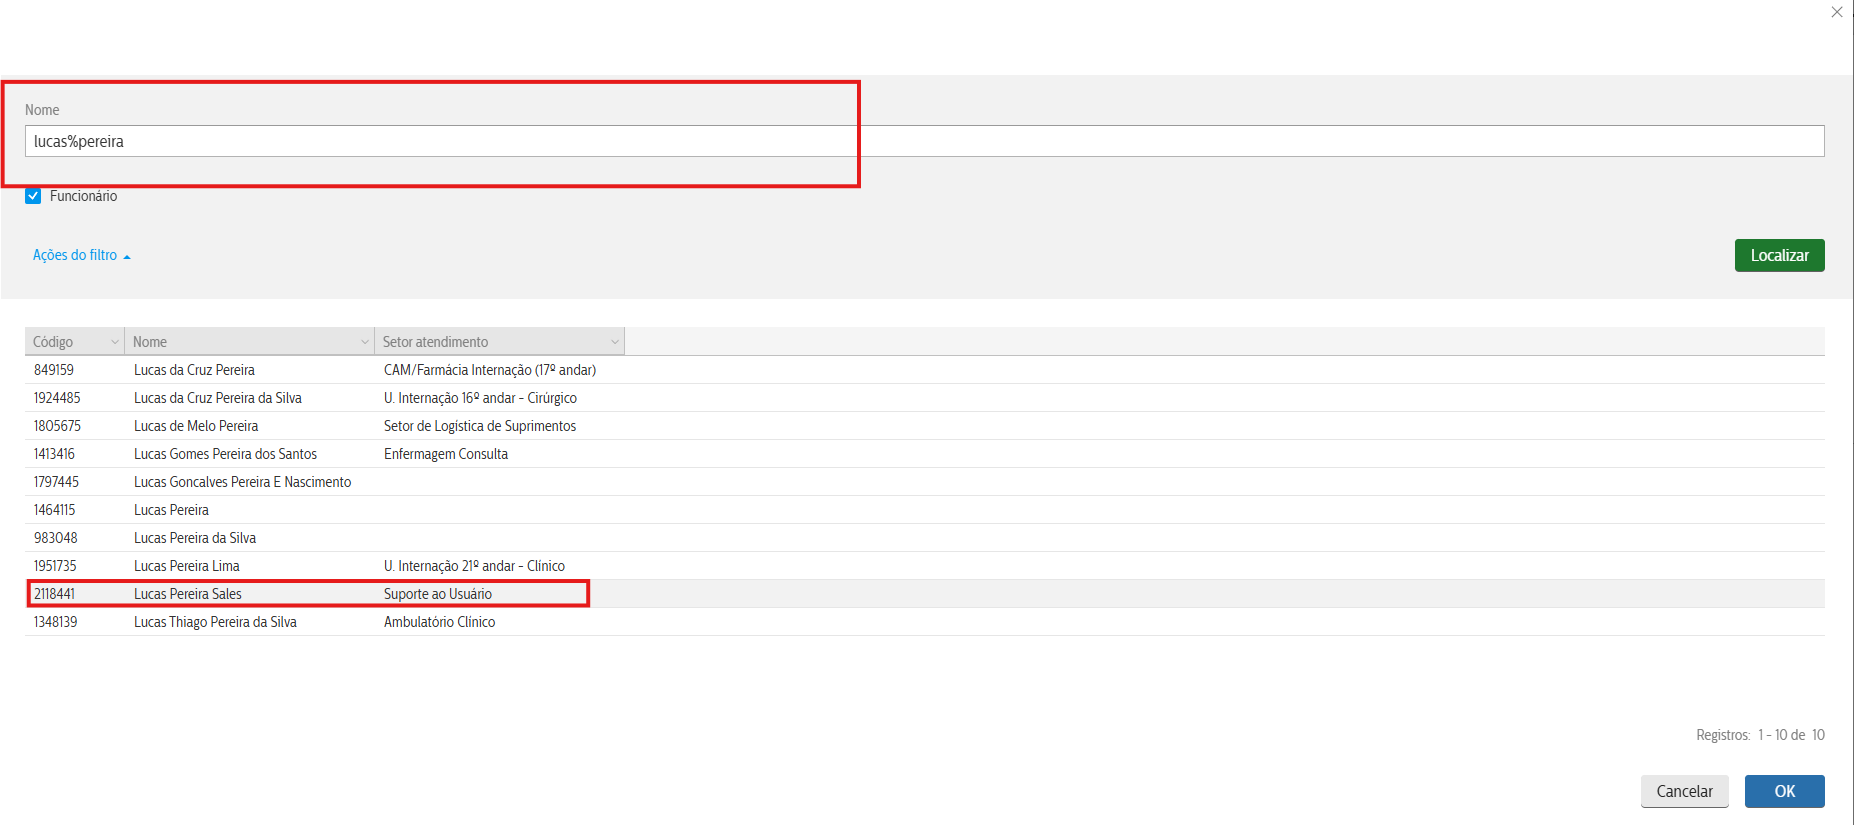 Nome
lucas%pereira
Funcionário
Ações do filtro
Localizar
Código Nome Setor atendimento
849159 Lucas da Cruz Pereira CAM/Farmácia Internação (17º andar)
1924485 Lucas da Cruz Pereira da Silva U. Internação 16º andar - Cirúrgico
1805675 Lucas de Melo Pereira Setor de Logística de Suprimentos
1413416 Lucas Gomes Pereira dos Santos Enfermagem Consulta
1797445 Lucas Goncalves Pereira E Nascimento
1464115 Lucas Pereira
983048 Lucas Pereira da Silva
1951735 Lucas Pereira Lima U. Internação 21º andar - Clínico
2118441 Lucas Pereira Sales Suporte ao Usuário
1348139 Lucas Thiago Pereira da Silva Ambulatório Clínico
Registros: 1 - 10 de 10
Cancelar OK